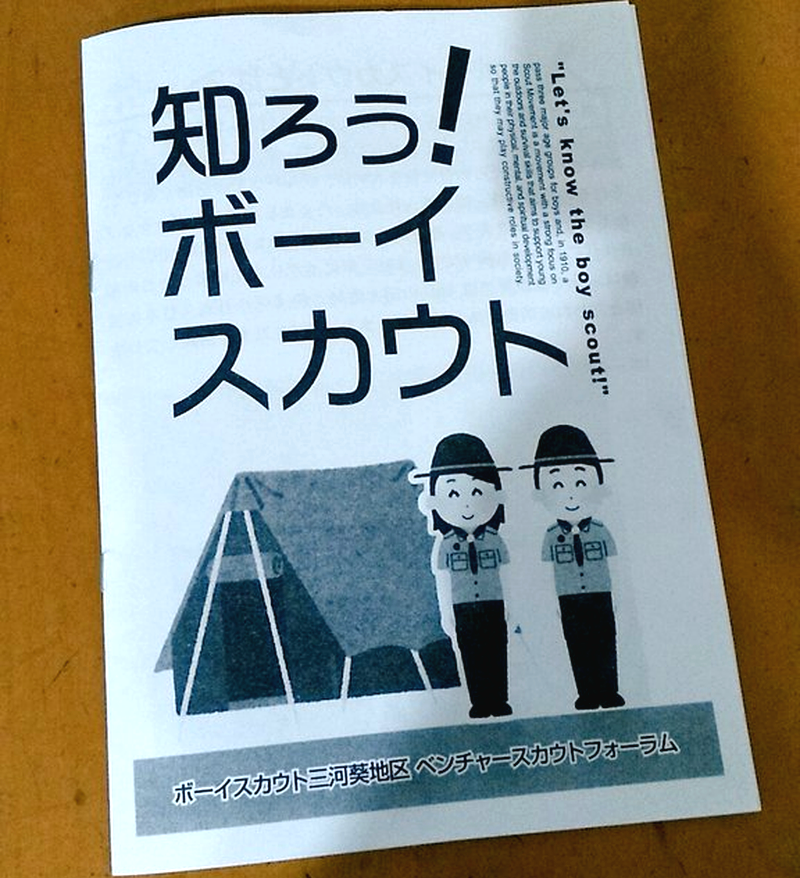 知ろう!
ボーイ
スカウト
"Let's know the boy scout!"
pass three major age groups for boys and, in 1910, a
Scout Movement is a movement with a strong focus on
the outdoors and survival skills that aims to support young
people in their physical, mental, and spiritual development
so that they may play constructive roles in society.
ボーイスカウト三河葵地区 ベンチャースカウトフォーラム